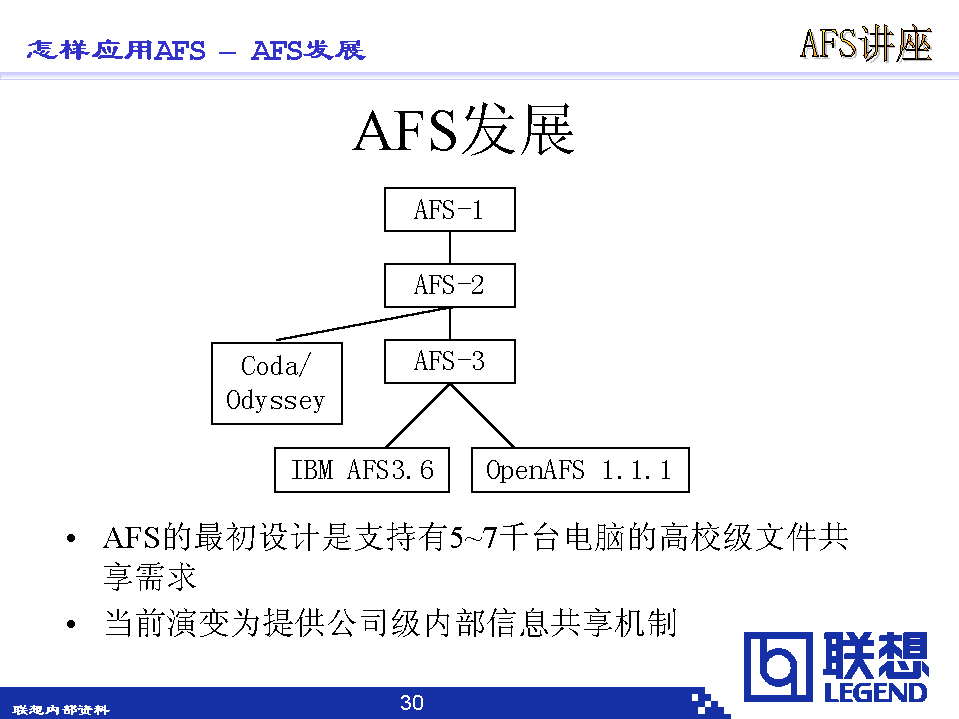 怎样应用AFS – AFS发展
AFS讲座
AFS发展
AFS-1
AFS-2
Coda/
Odyssey
AFS-3
IBM AFS3.6
OpenAFS 1.1.1
• AFS的最初设计是支持有5~7千台电脑的高校级文件共
享需求
• 当前演变为提供公司级内部信息共享机制
联想
LEGEND
联想内部资料
30